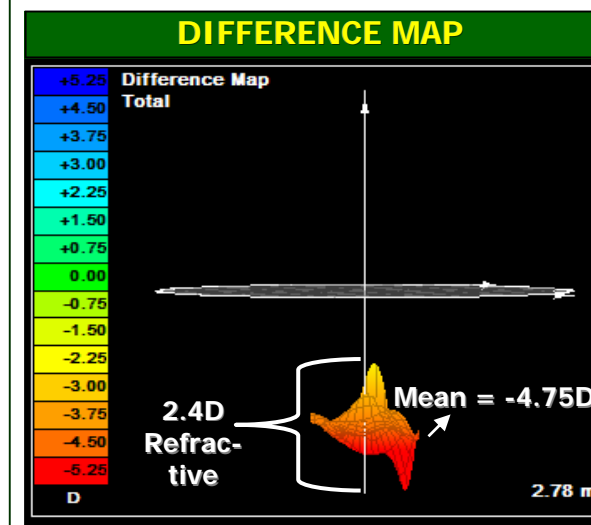 DIFFERENCE MAP
Difference Map
Total
+5.25
+4.50
+3.75
+3.00
+2.25
+1.50
+0.75
0.00
-0.75
-1.50
-2.25
-3.00
-3.75
-4.50
-5.25
D
2.4D
Refrac-
tive
Mean = -4.75D
2.78 m